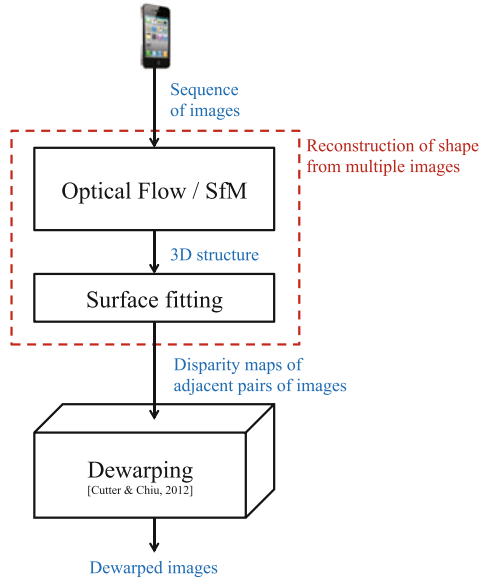 Sequence
of images
Reconstruction of shape
from multiple images
Optical Flow / SfM
3D structure
Surface fitting
Disparity maps of
adjacent pairs of images
Dewarping
[Cutter & Chiu, 2012]
Dewarped images